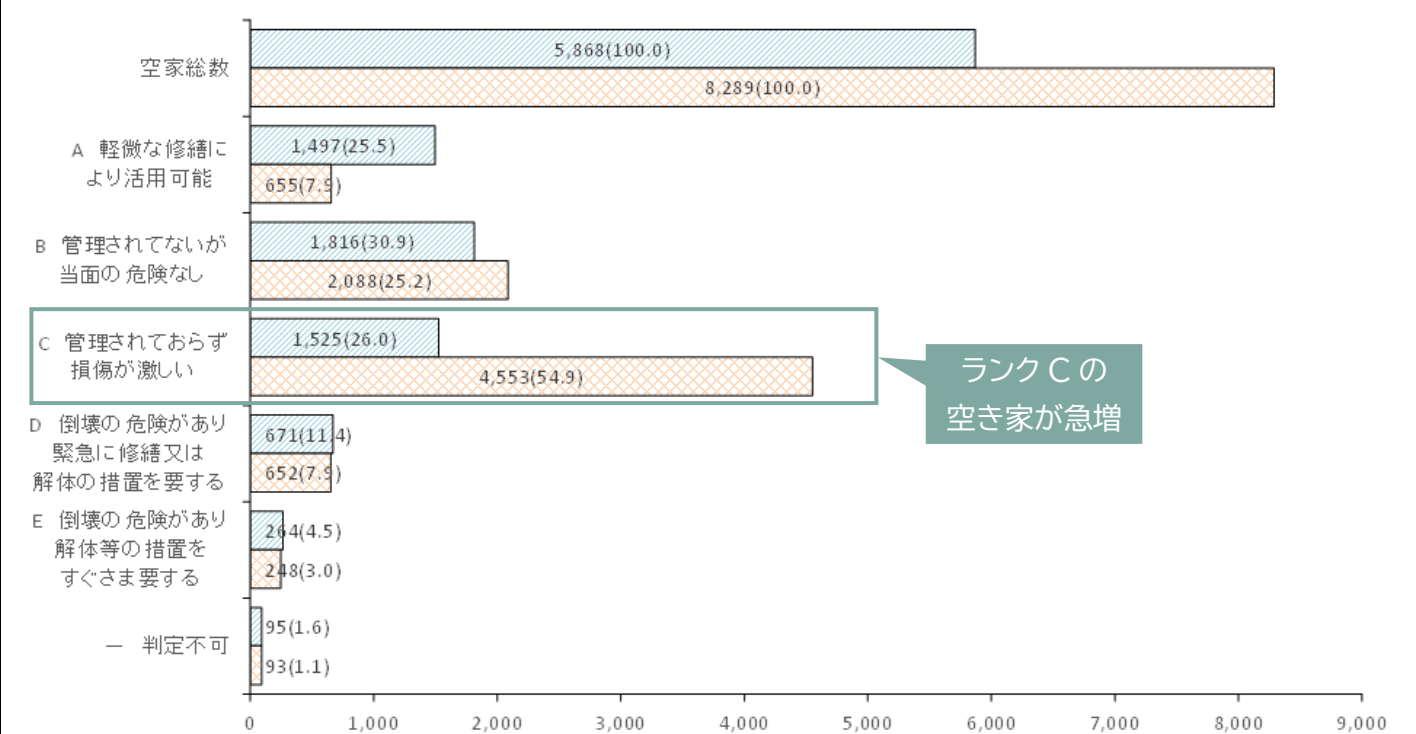 空家総数
5,868(100.0)
8,289(100.0)
A 軽微な修繕に
より活用可能
1,497(25.5)
655(7.9)
B 管理されてないが
当面の危険なし
1,816(30.9)
2,088(25.2)
C 管理されておらず
損傷が激しい
1,525(26.0)
4,553(54.9)
ランクCの
空き家が急増
D 倒壊の危険があり
緊急に修繕又は
解体の措置を要する
671(11.4)
652(7.9)
E 倒壊の危険があり
解体等の措置を
すぐさま要する
264(4.5)
248(3.0)
― 判定不可
95(1.6)
93(1.1)
0 1,000 2,000 3,000 4,000 5,000 6,000 7,000 8,000 9,000